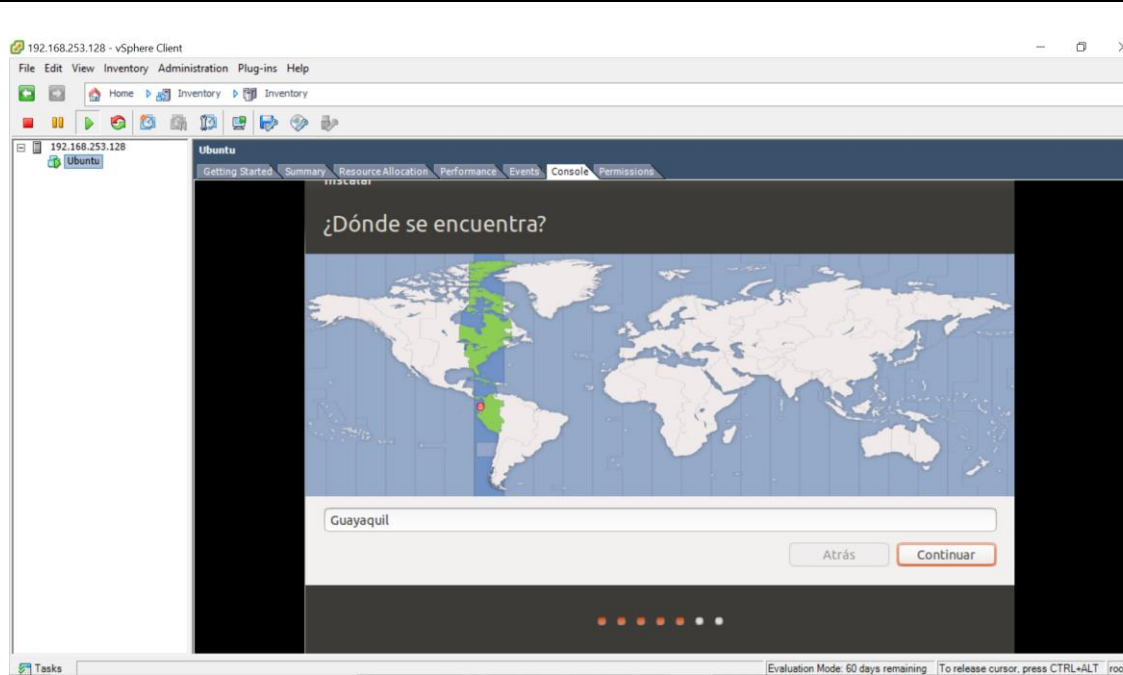 192.168.253.128 - vSphere Client
File Edit View Inventory Administration Plug-ins Help
Home Inventory Inventory
192.168.253.128
Ubuntu
Ubuntu
Getting Started Summary Resource Allocation Performance Events Console Permissions
Instalar
¿Dónde se encuentra?
Guayaquil
Atrás Continuar
Tasks Evaluation Mode: 60 days remaining To release cursor, press CTRL+ALT roo